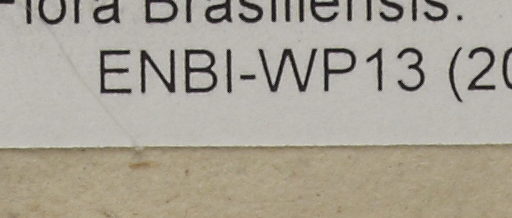 Flora Brasiliensis.
ENBI-WP13 (20